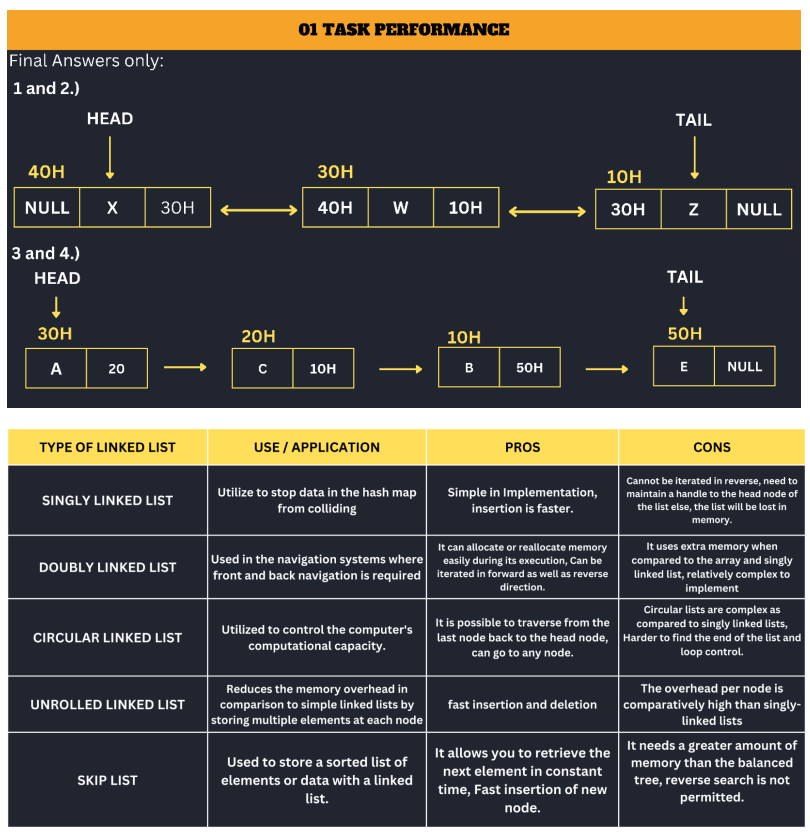 01 TASK PERFORMANCE
Final Answers only:
1 and 2.)
HEAD
TAIL
40H
30H
10H
NULL X 30H
40H W 10H
30H Z NULL
3 and 4.)
HEAD
TAIL
30H
20H
10H
50H
A 20
C 10H
B 50H
E NULL
TYPE OF LINKED LIST
USE / APPLICATION
PROS
CONS
SINGLY LINKED LIST
Utilize to stop data in the hash map
from colliding
Simple in Implementation,
insertion is faster.
Cannot be iterated in reverse, need to
maintain a handle to the head node of
the list else, the list will be lost in
memory.
DOUBLY LINKED LIST
Used in the navigation systems where
front and back navigation is required
It can allocate or reallocate memory
easily during its execution, Can be
iterated in forward as well as reverse
direction.
It uses extra memory when
compared to the array and singly
linked list, relatively complex to
implement
CIRCULAR LINKED LIST
Utilized to control the computer's
computational capacity.
It is possible to traverse from the
last node back to the head node,
can go to any node.
Circular lists are complex as
compared to singly linked lists,
Harder to find the end of the list and
loop control.
UNROLLED LINKED LIST
Reduces the memory overhead in
comparison to simple linked lists by
storing multiple elements at each node
fast insertion and deletion
The overhead per node is
comparatively high than singly-
linked lists
SKIP LIST
Used to store a sorted list of
elements or data with a linked
list.
It allows you to retrieve the
next element in constant
time, Fast insertion of new
node.
It needs a greater amount of
memory than the balanced
tree, reverse search is not
permitted.